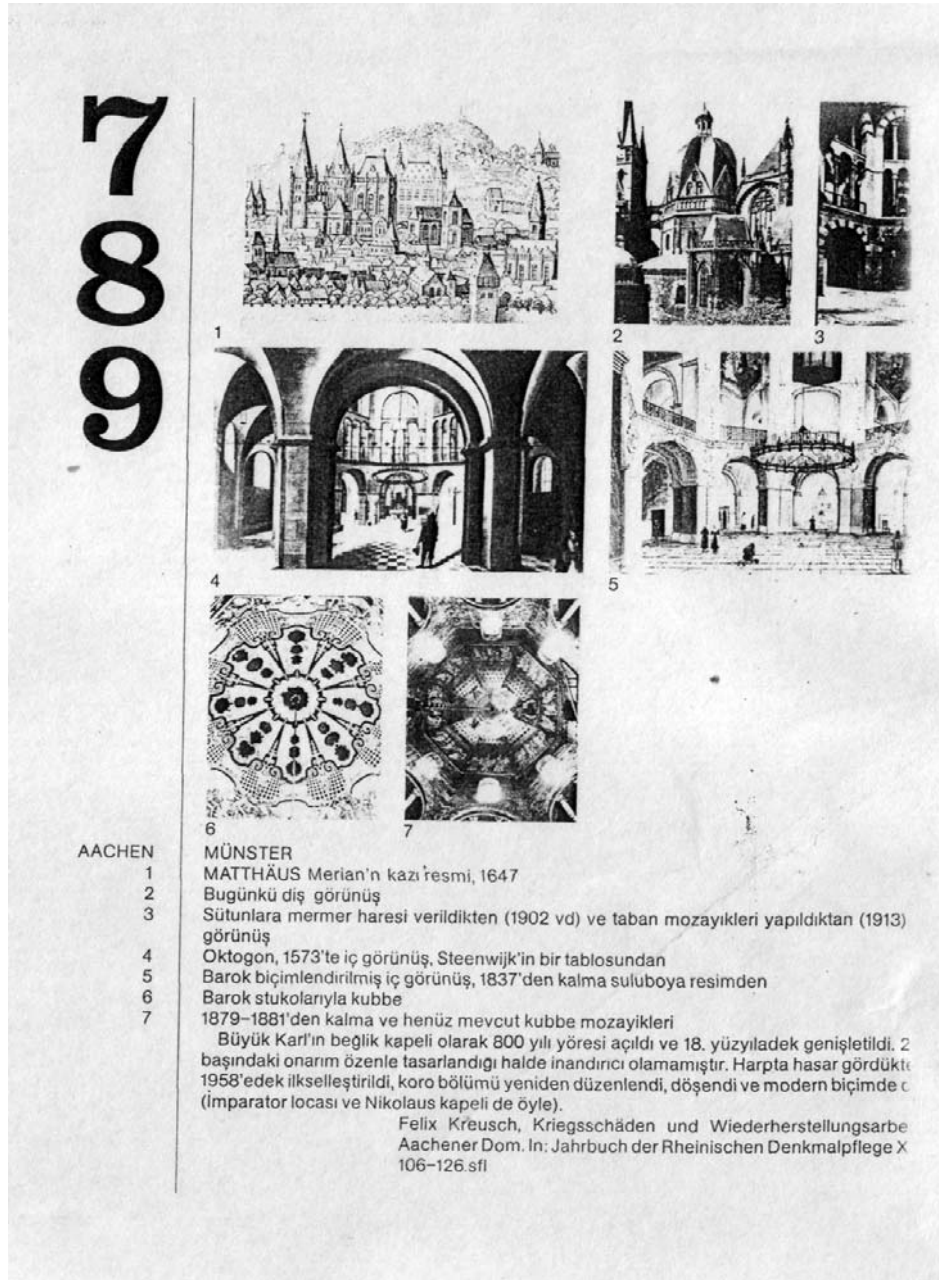 7
8
9
1
2
3
4
5
6
7
AACHEN MÜNSTER
1 MATTHÄUS Merian'n kazı resmi, 1647
2 Bugünkü diş görünüş
3 Sütunlara mermer haresi verildikten (1902 vd) ve taban mozayıkleri yapıldıktan (1913)
görünüş
4 Oktogon, 1573'te iç görünüş, Steenwijk'in bir tablosundan
5 Barok biçimlendirilmiş iç görünüş, 1837'den kalma suluboya resimden
6 Barok stukolarıyla kubbe
7 1879–1881'den kalma ve henüz mevcut kubbe mozayikleri
Büyük Karl'ın beğlik kapeli olarak 800 yılı yöresi açıldı ve 18. yüzyıladek genişletildi. 2
başındaki onarım özenle tasarlandığı halde inandırıcı olamamıştır. Harpta hasar gördükte
1958'edek ilkselleştirildi, koro bölümü yeniden düzenlendi, döşendi ve modern biçimde
(İmparator locası ve Nikolaus kapeli de öyle).
Felix Kreusch, Kriegsschäden und Wiederherstellungsarbe
Aachener Dom. In: Jahrbuch der Rheinischen Denkmalpflege X
106–126.sfl